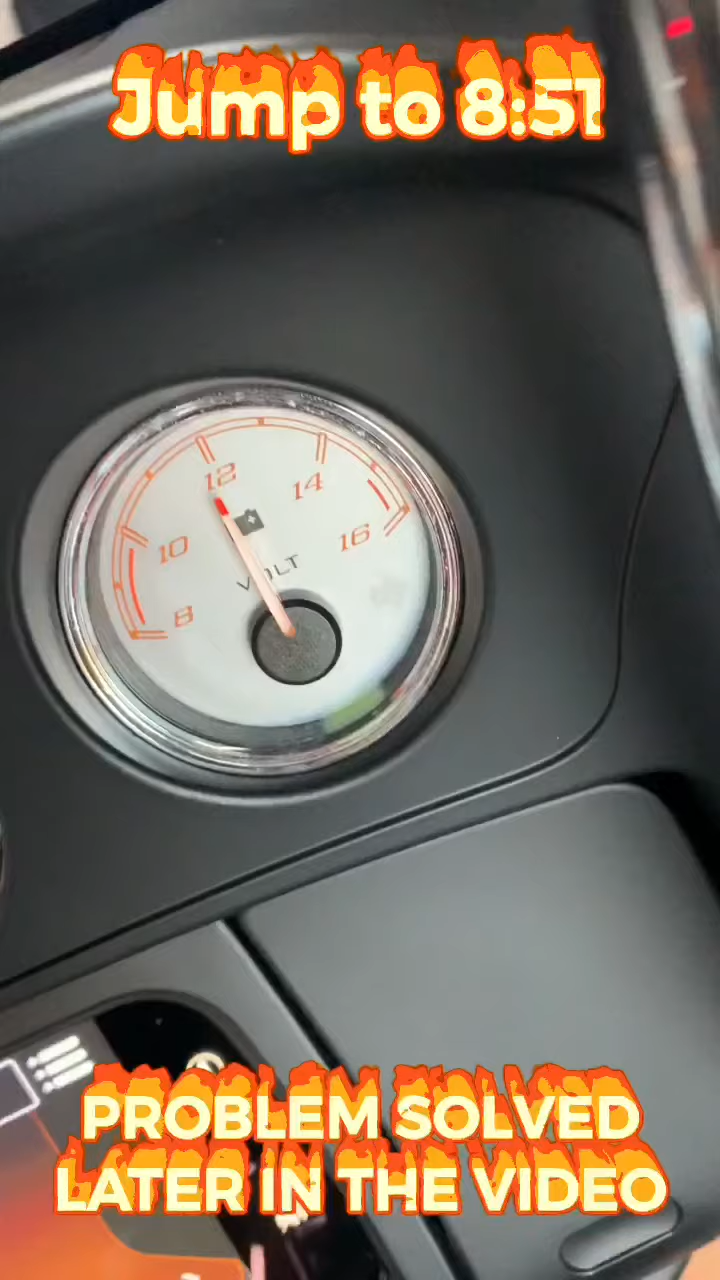 Jump to 8:51
12
14
10
16
VOLT
8
PROBLEM SOLVED
LATER IN THE VIDEO